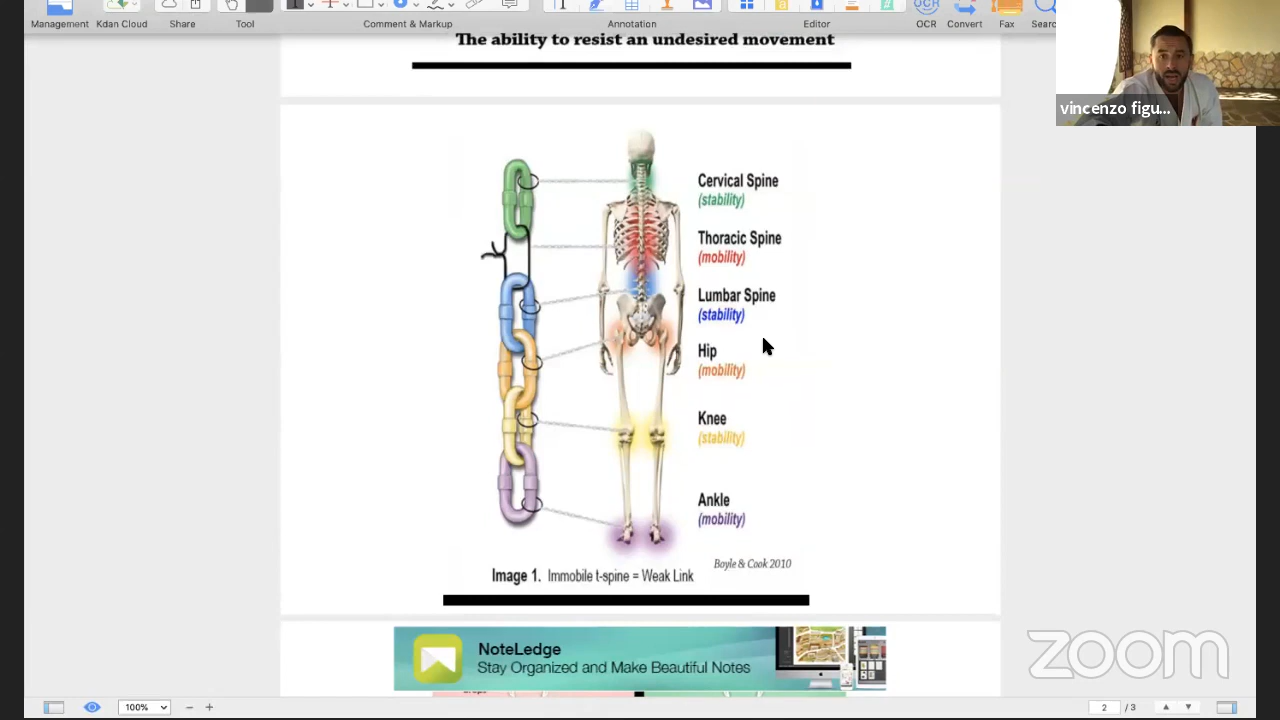 Management Kdan Cloud Share Tool Comment & Markup Annotation Editor OCR Convert Fax
OCR
The ability to resist an undesired movement
vincenzo figu...
Cervical Spine
(stability)
Thoracic Spine
(mobility)
Lumbar Spine
(stability)
Hip
(mobility)
Knee
(stability)
Ankle
(mobility)
Boyle & Cook 2010
Image 1. Immobile t-spine = Weak Link
NoteLedge
Stay Organized and Make Beautiful Notes
zoom
100%
2 / 3